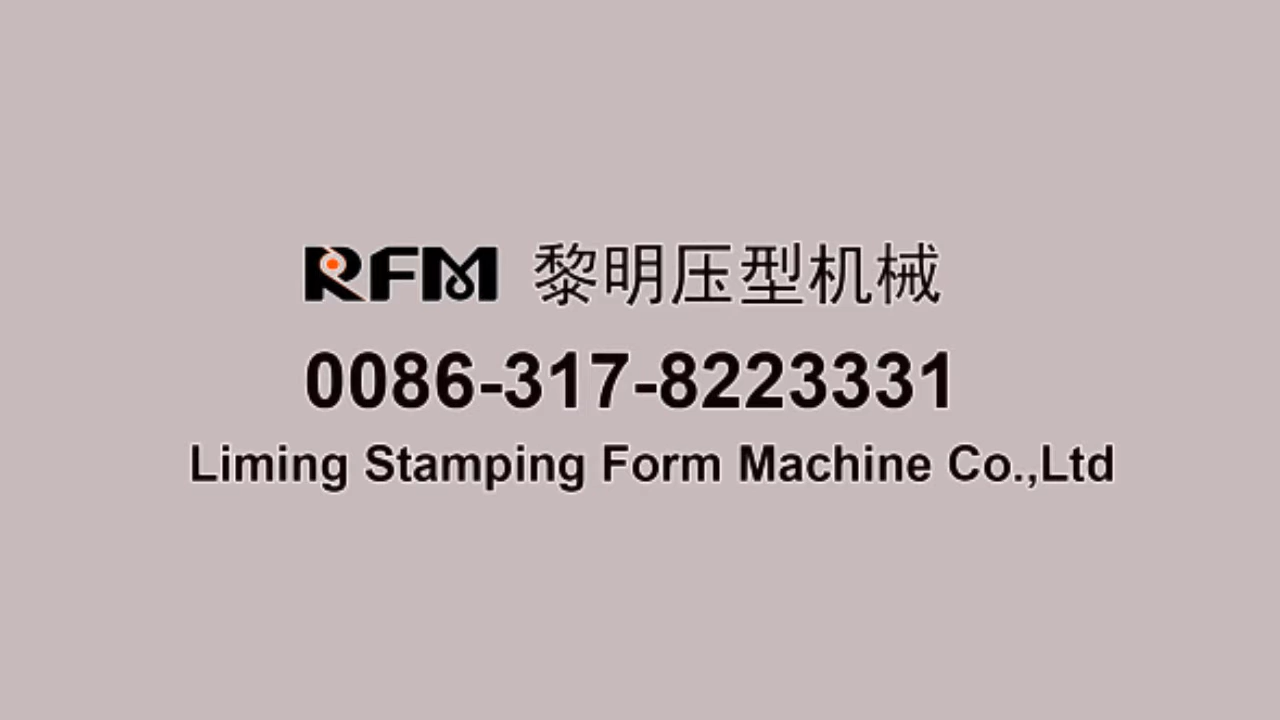 RFM 黎明压型机械
0086-317-8223331
Liming Stamping Form Machine Co.,Ltd